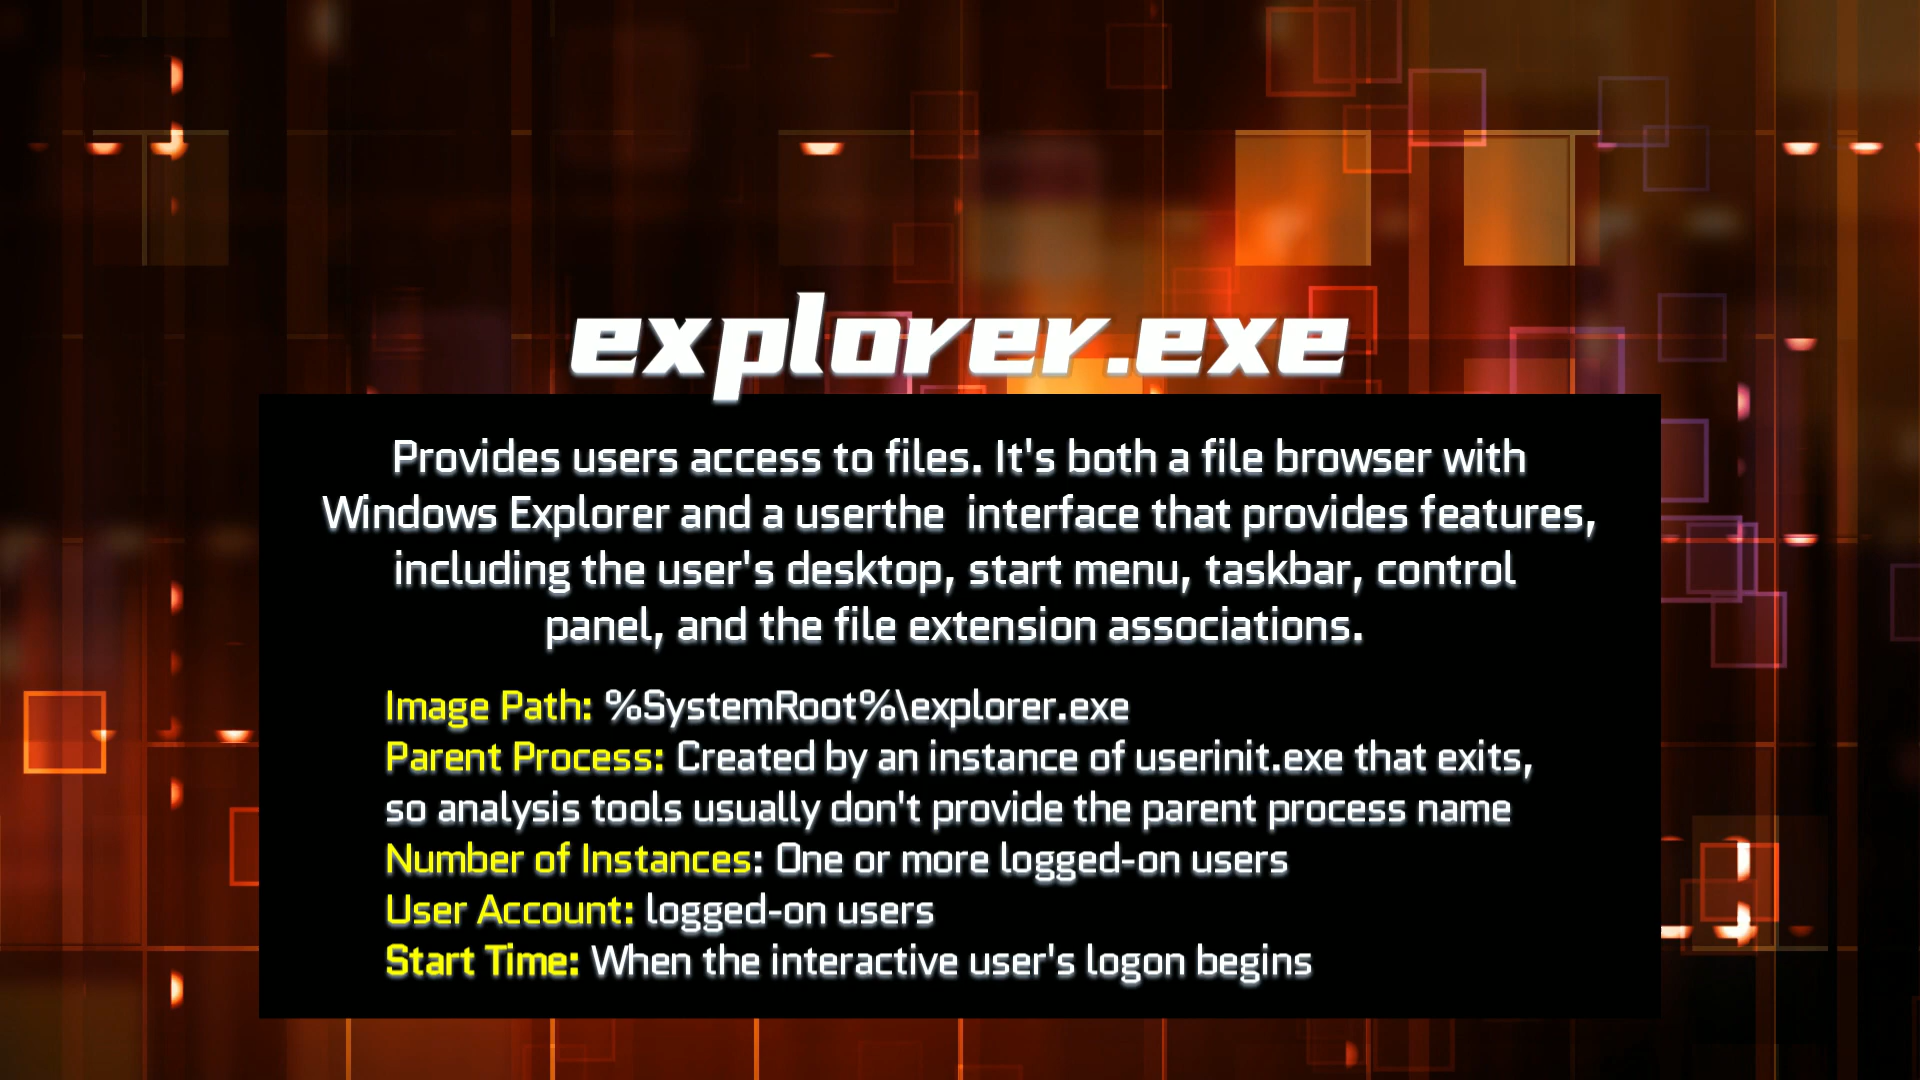 explorer.exe
Provides users access to files. It's both a file browser with
Windows Explorer and a userthe  interface that provides features,
including the user's desktop, start menu, taskbar, control
panel, and the file extension associations.
Image Path: %SystemRoot%\explorer.exe
Parent Process: Created by an instance of userinit.exe that exits,
so analysis tools usually don't provide the parent process name
Number of Instances: One or more logged-on users
User Account: logged-on users
Start Time: When the interactive user's logon begins